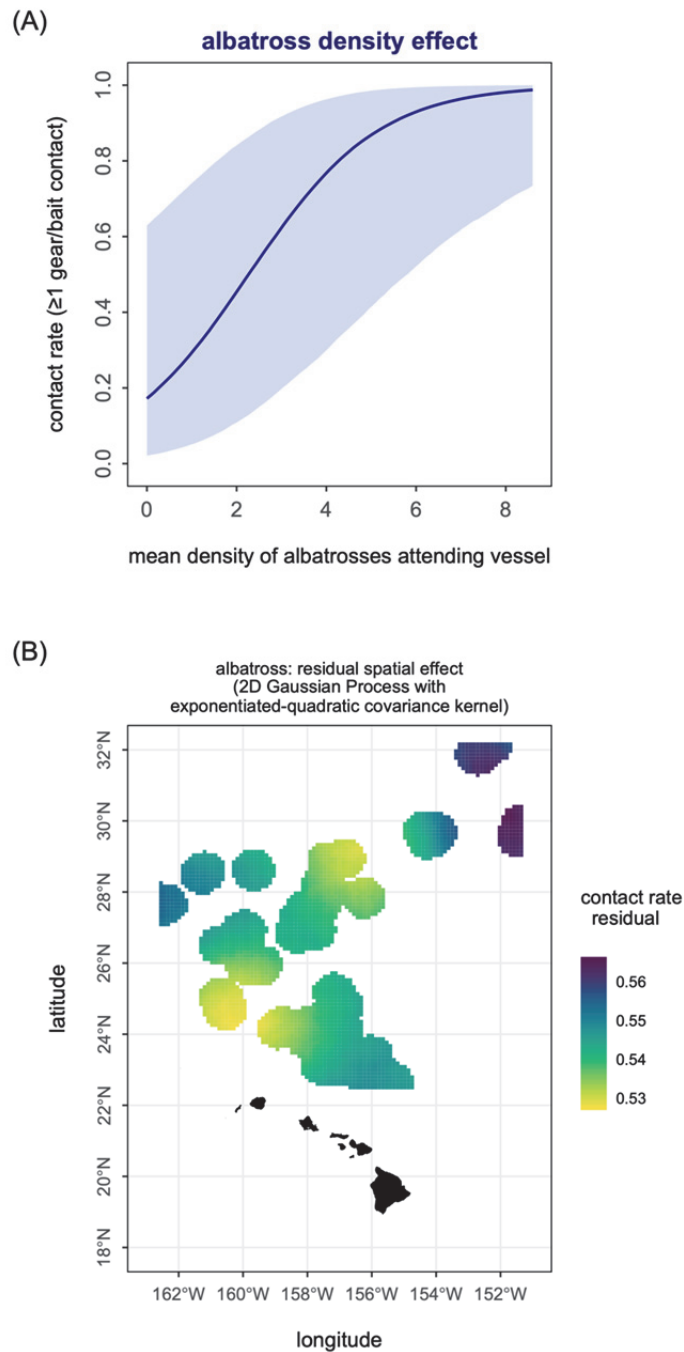 (A)
albatross density effect
contact rate (≥1 gear/bait contact)
1.0
0.8
0.6
0.4
0.2
0.0
0 2 4 6 8
mean density of albatrosses attending vessel
(B)
albatross: residual spatial effect
(2D Gaussian Process with
exponentiated-quadratic covariance kernel)
latitude
32°N
30°N
28°N
26°N
24°N
22°N
20°N
18°N
162°W 160°W 158°W 156°W 154°W 152°W
longitude
contact rate
residual
0.56
0.55
0.54
0.53